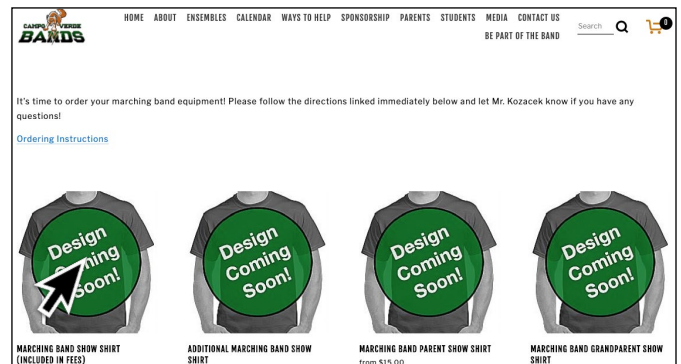 CAMPO VERDE
BANDS
HOME ABOUT ENSEMBLES CALENDAR WAYS TO HELP SPONSORSHIP PARENTS STUDENTS MEDIA CONTACT US
BE PART OF THE BAND
Search
0
It's time to order your marching band equipment! Please follow the directions linked immediately below and let Mr. Kozacek know if you have any
questions!
Ordering Instructions
Design
Coming
Soon!
Design
Coming
Soon!
Design
Coming
Soon!
Design
Coming
Soon!
MARCHING BAND SHOW SHIRT
(INCLUDED IN FEES)
ADDITIONAL MARCHING BAND SHOW
SHIRT
MARCHING BAND PARENT SHOW SHIRT
from $15.00
MARCHING BAND GRANDPARENT SHOW
SHIRT